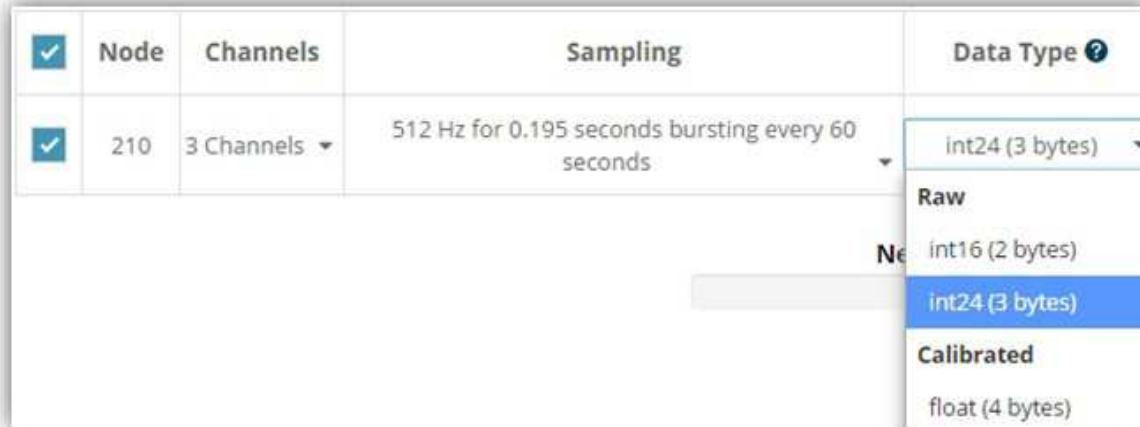 Node Channels Sampling Data Type ?
210 3 Channels 512 Hz for 0.195 seconds bursting every 60
seconds
int24 (3 bytes)
Raw
int16 (2 bytes)
int24 (3 bytes)
Calibrated
float (4 bytes)